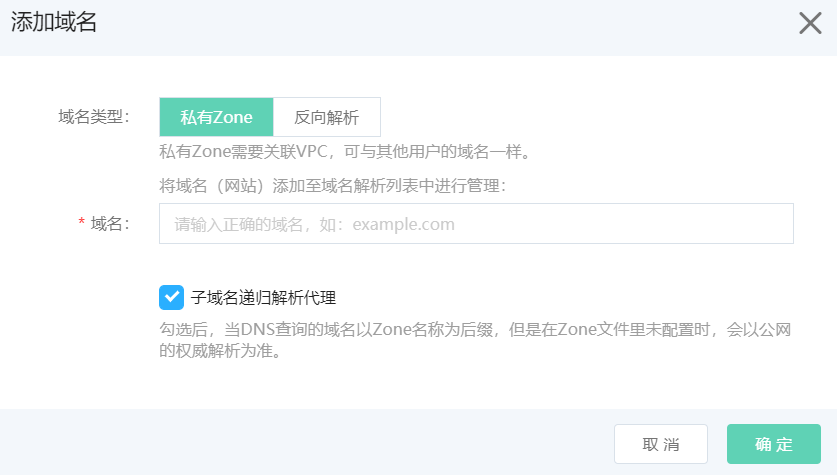 添加域名
域名类型：
私有Zone
反向解析
私有Zone需要关联VPC，可与其他用户的域名一样。
将域名（网站）添加至域名解析列表中进行管理：
* 域名：
请输入正确的域名，如：example.com
子域名递归解析代理
勾选后，当DNS查询的域名以Zone名称为后缀，但是在Zone文件里未配置时，会以公网
的权威解析为准。
取 消
确 定